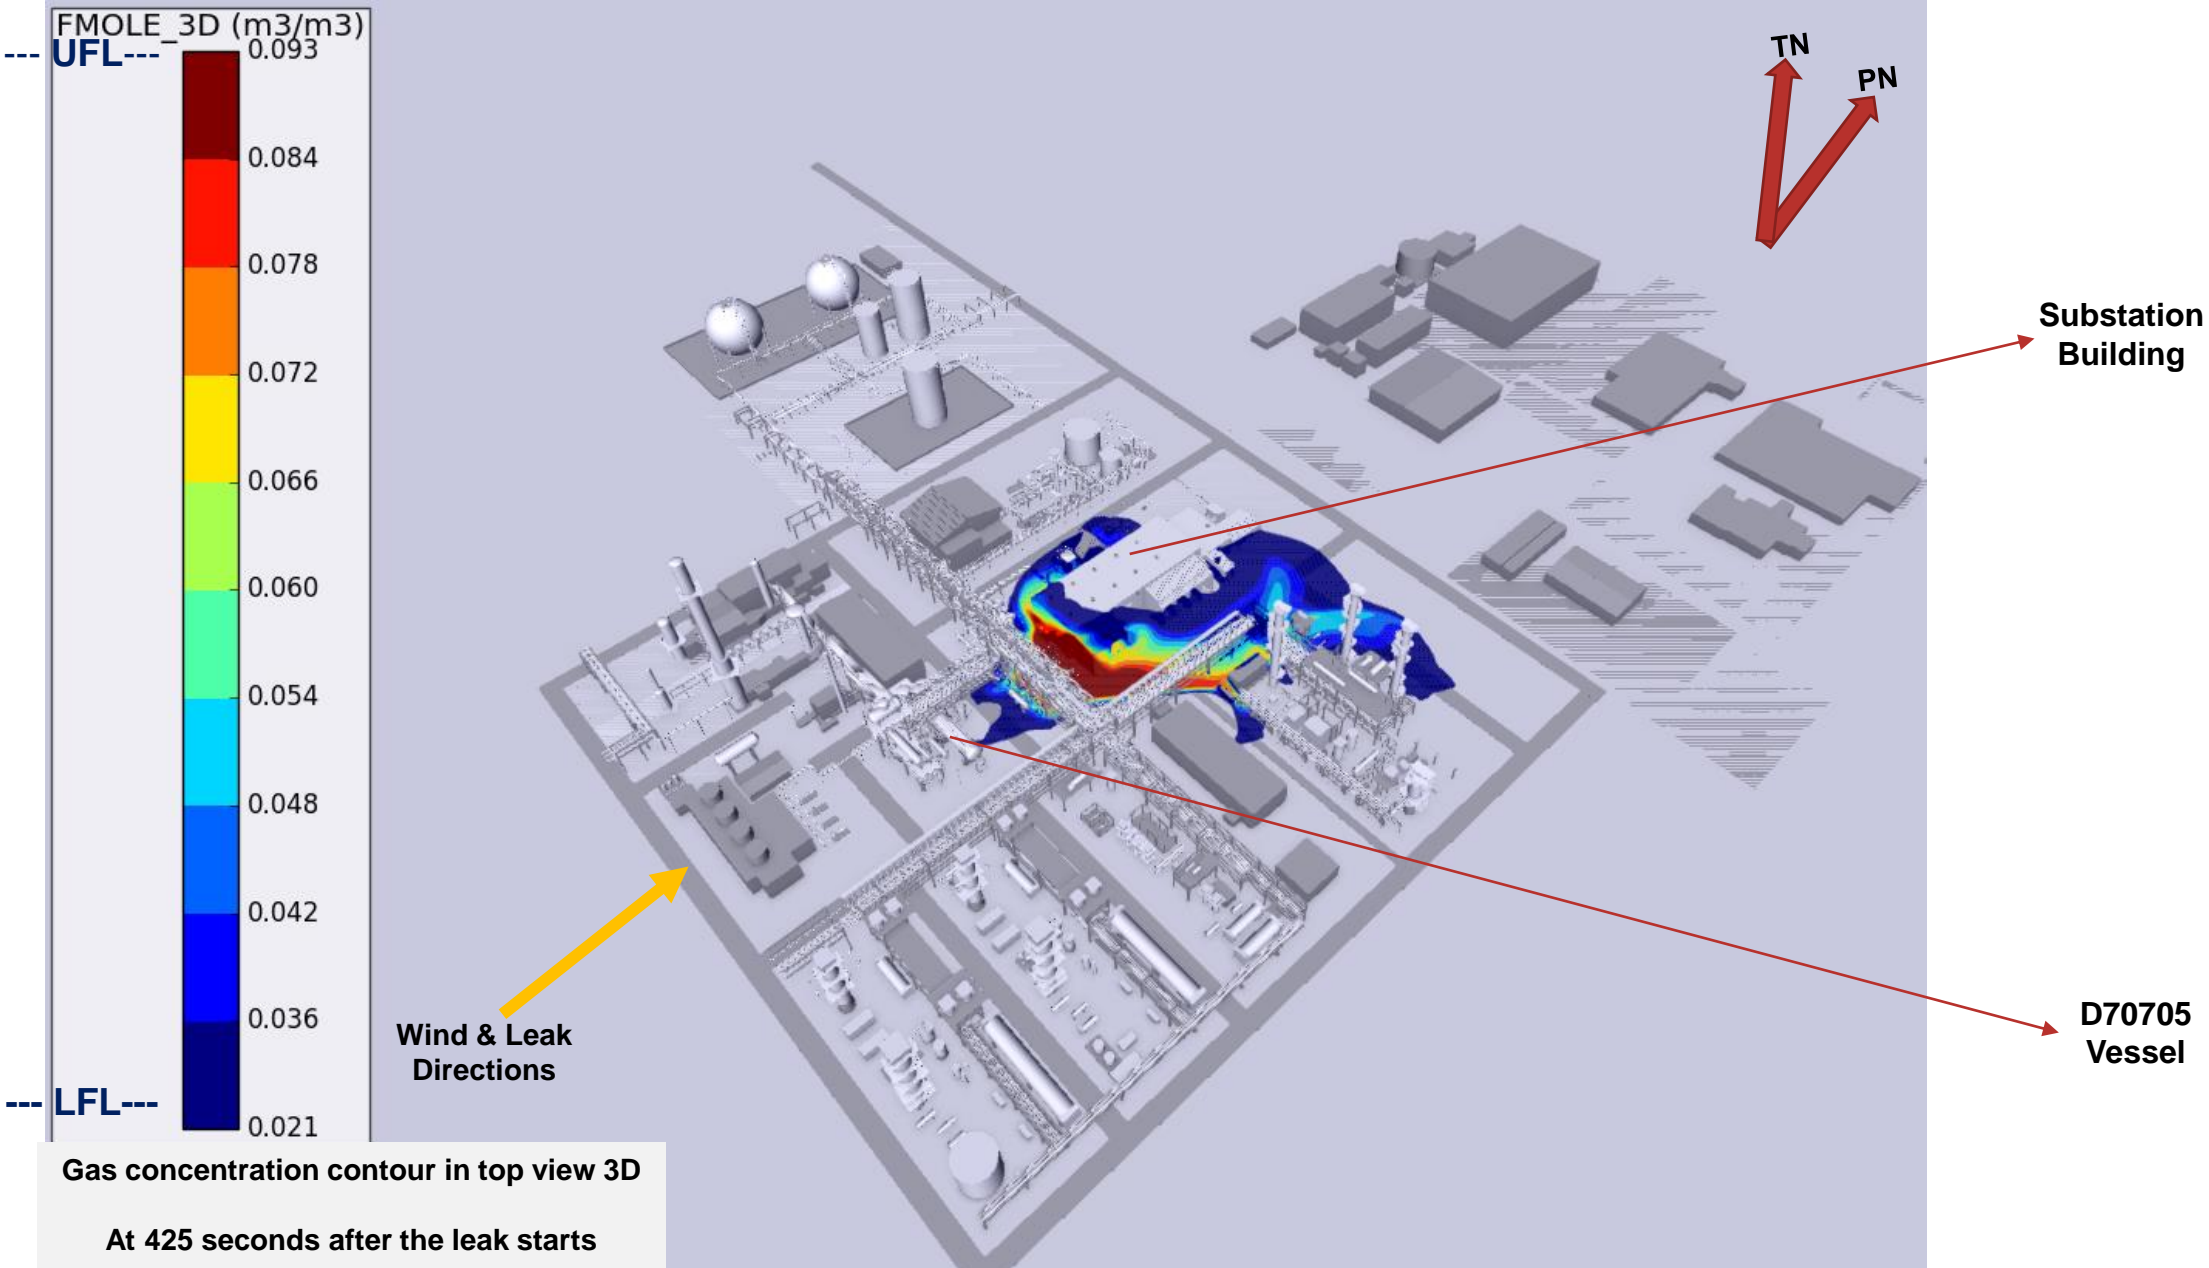 FMOLE_3D (m3/m3)
--- UFL---
0.093
0.084
0.078
0.072
0.066
0.060
0.054
0.048
0.042
0.036
--- LFL---
0.021
TN
PN
Substation
Building
Wind & Leak
Directions
D70705
Vessel
Gas concentration contour in top view 3D
At 425 seconds after the leak starts